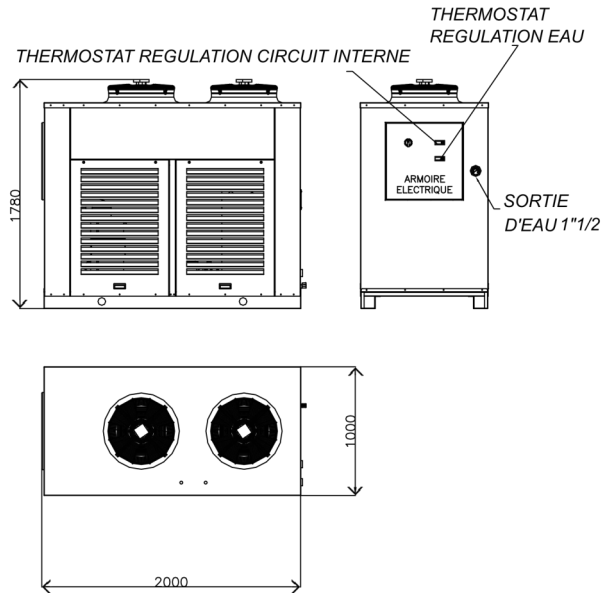 THERMOSTAT
REGULATION EAU
THERMOSTAT REGULATION CIRCUIT INTERNE
1780
ARMOIRE
ELECTRIQUE
SORTIE
D'EAU 1"1/2
1000
2000